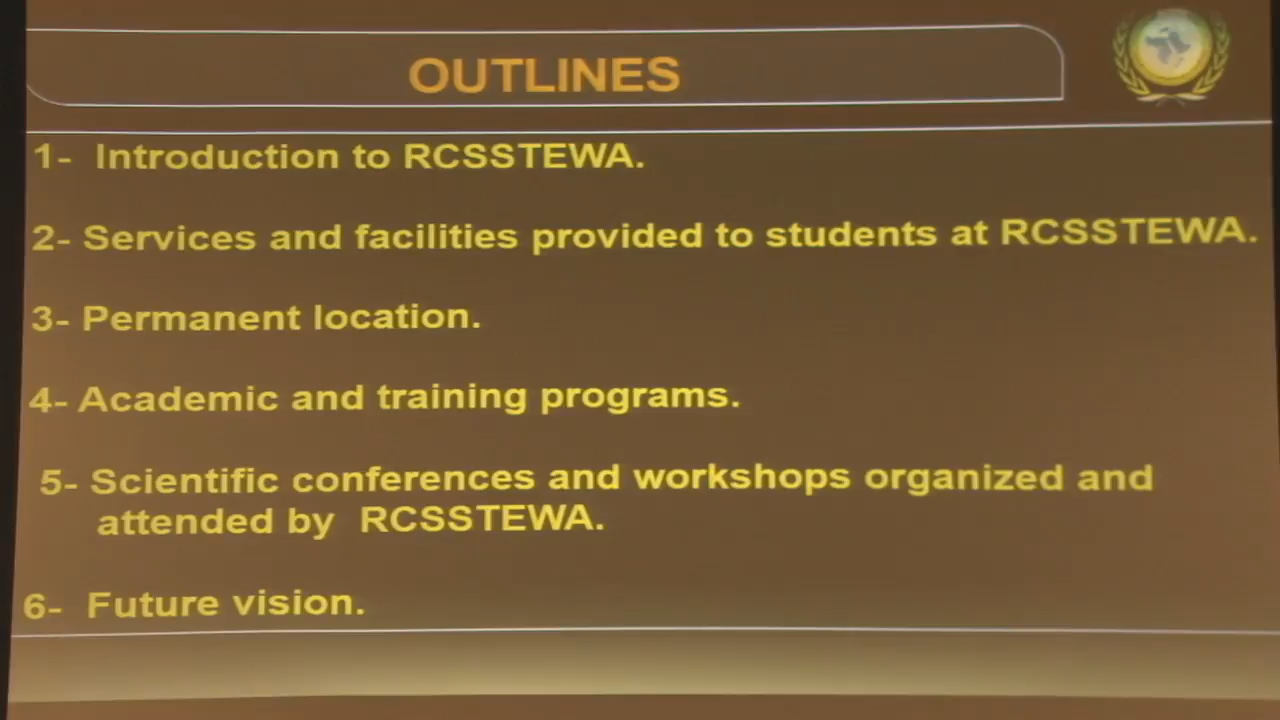 OUTLINES
1- Introduction to RCSSTEWA.
2- Services and facilities provided to students at RCSSTEWA.
3- Permanent location.
4- Academic and training programs.
5- Scientific conferences and workshops organized and
attended by RCSSTEWA.
6- Future vision.